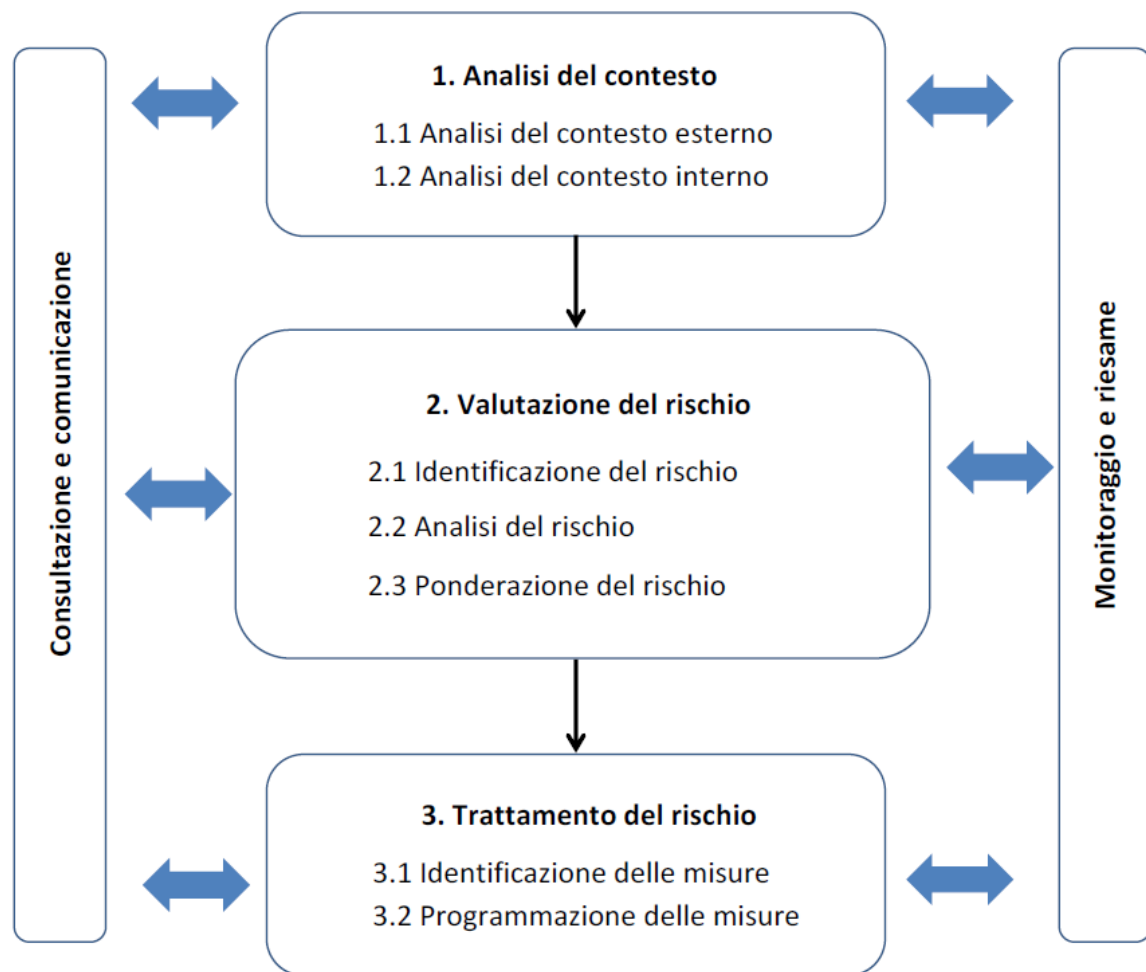 Consultazione e comunicazione
1. Analisi del contesto
1.1 Analisi del contesto esterno
1.2 Analisi del contesto interno
2. Valutazione del rischio
2.1 Identificazione del rischio
2.2 Analisi del rischio
2.3 Ponderazione del rischio
3. Trattamento del rischio
3.1 Identificazione delle misure
3.2 Programmazione delle misure
Monitoraggio e riesame